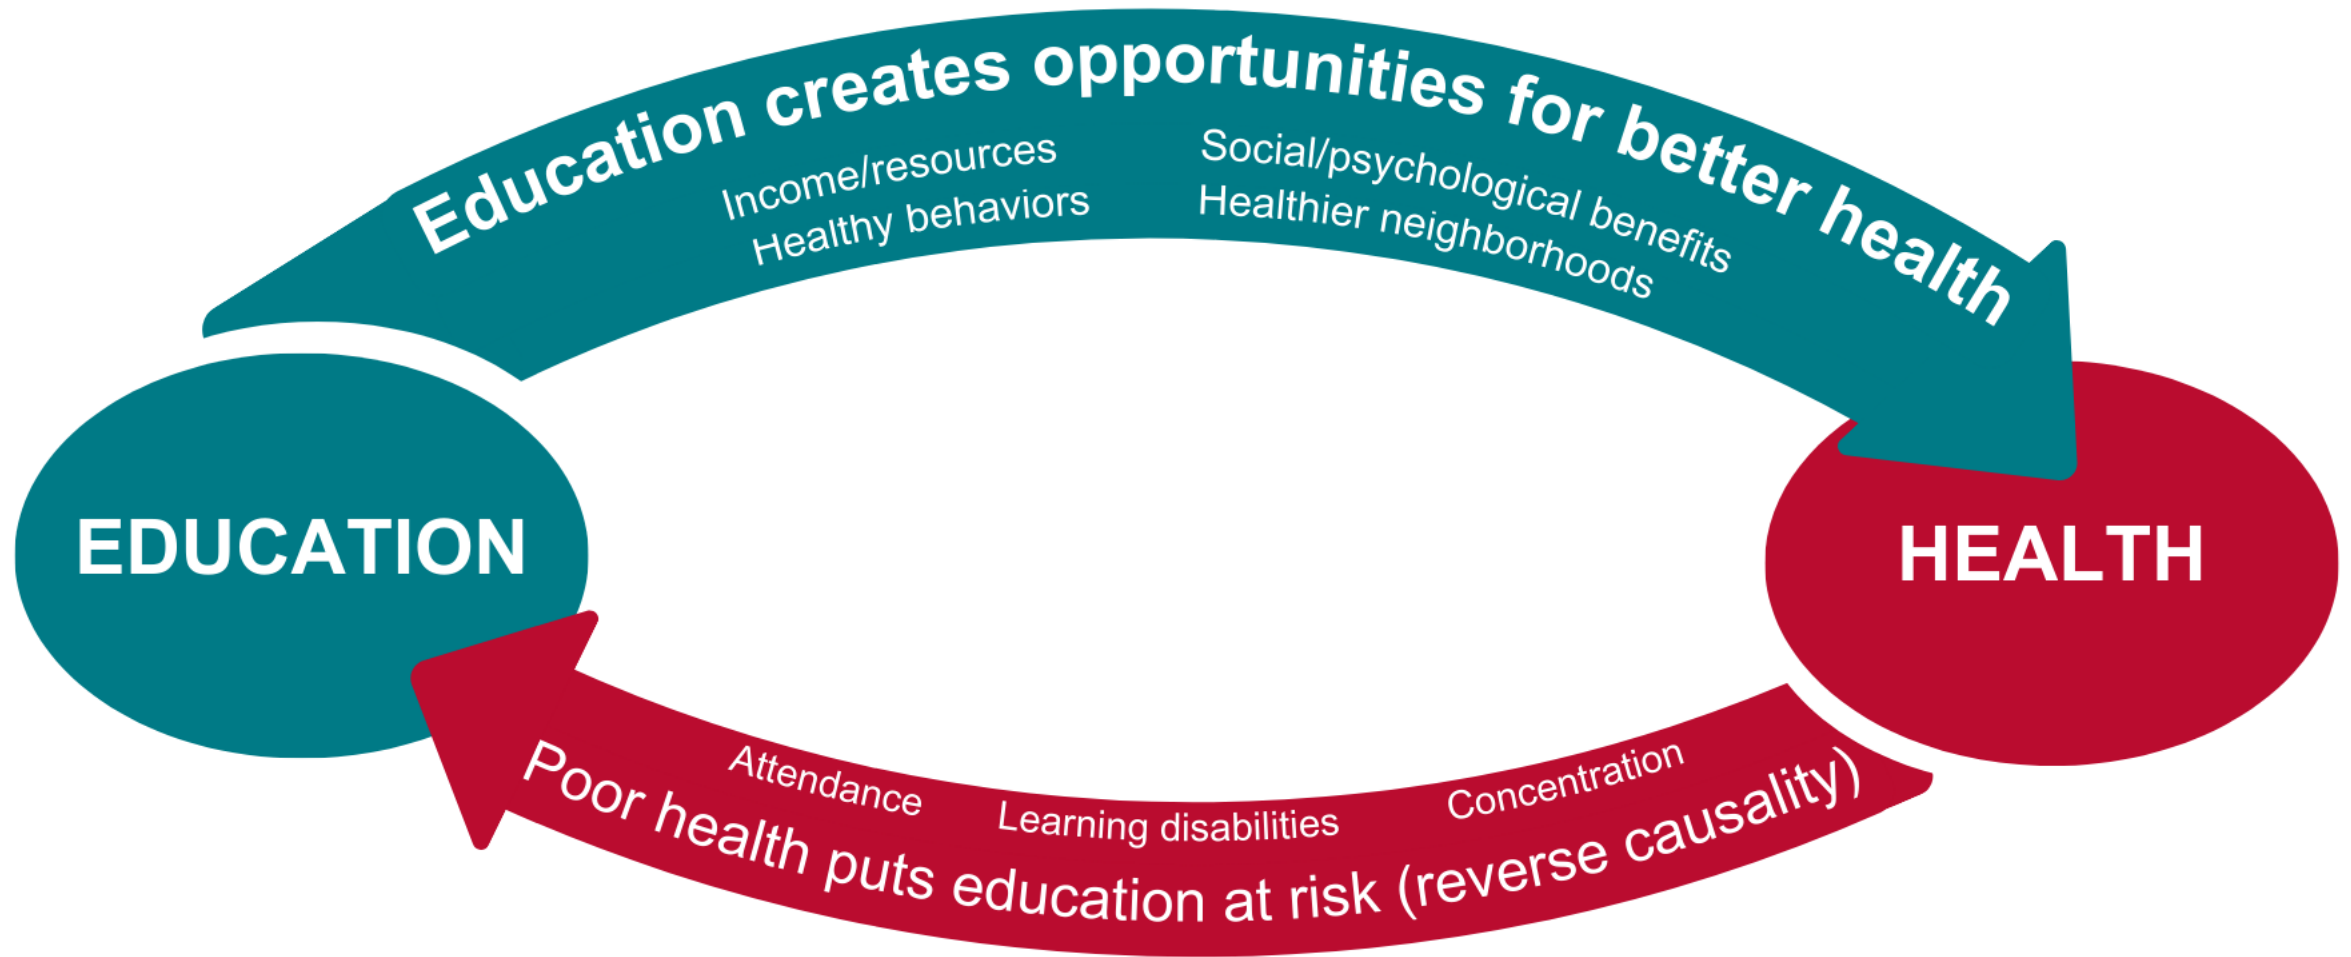 Education creates opportunities for better health
Income/resources
Healthy behaviors
Social/psychological benefits
Healthier neighborhoods
EDUCATION
HEALTH
Attendance
Learning disabilities
Concentration
Poor health puts education at risk (reverse causality)